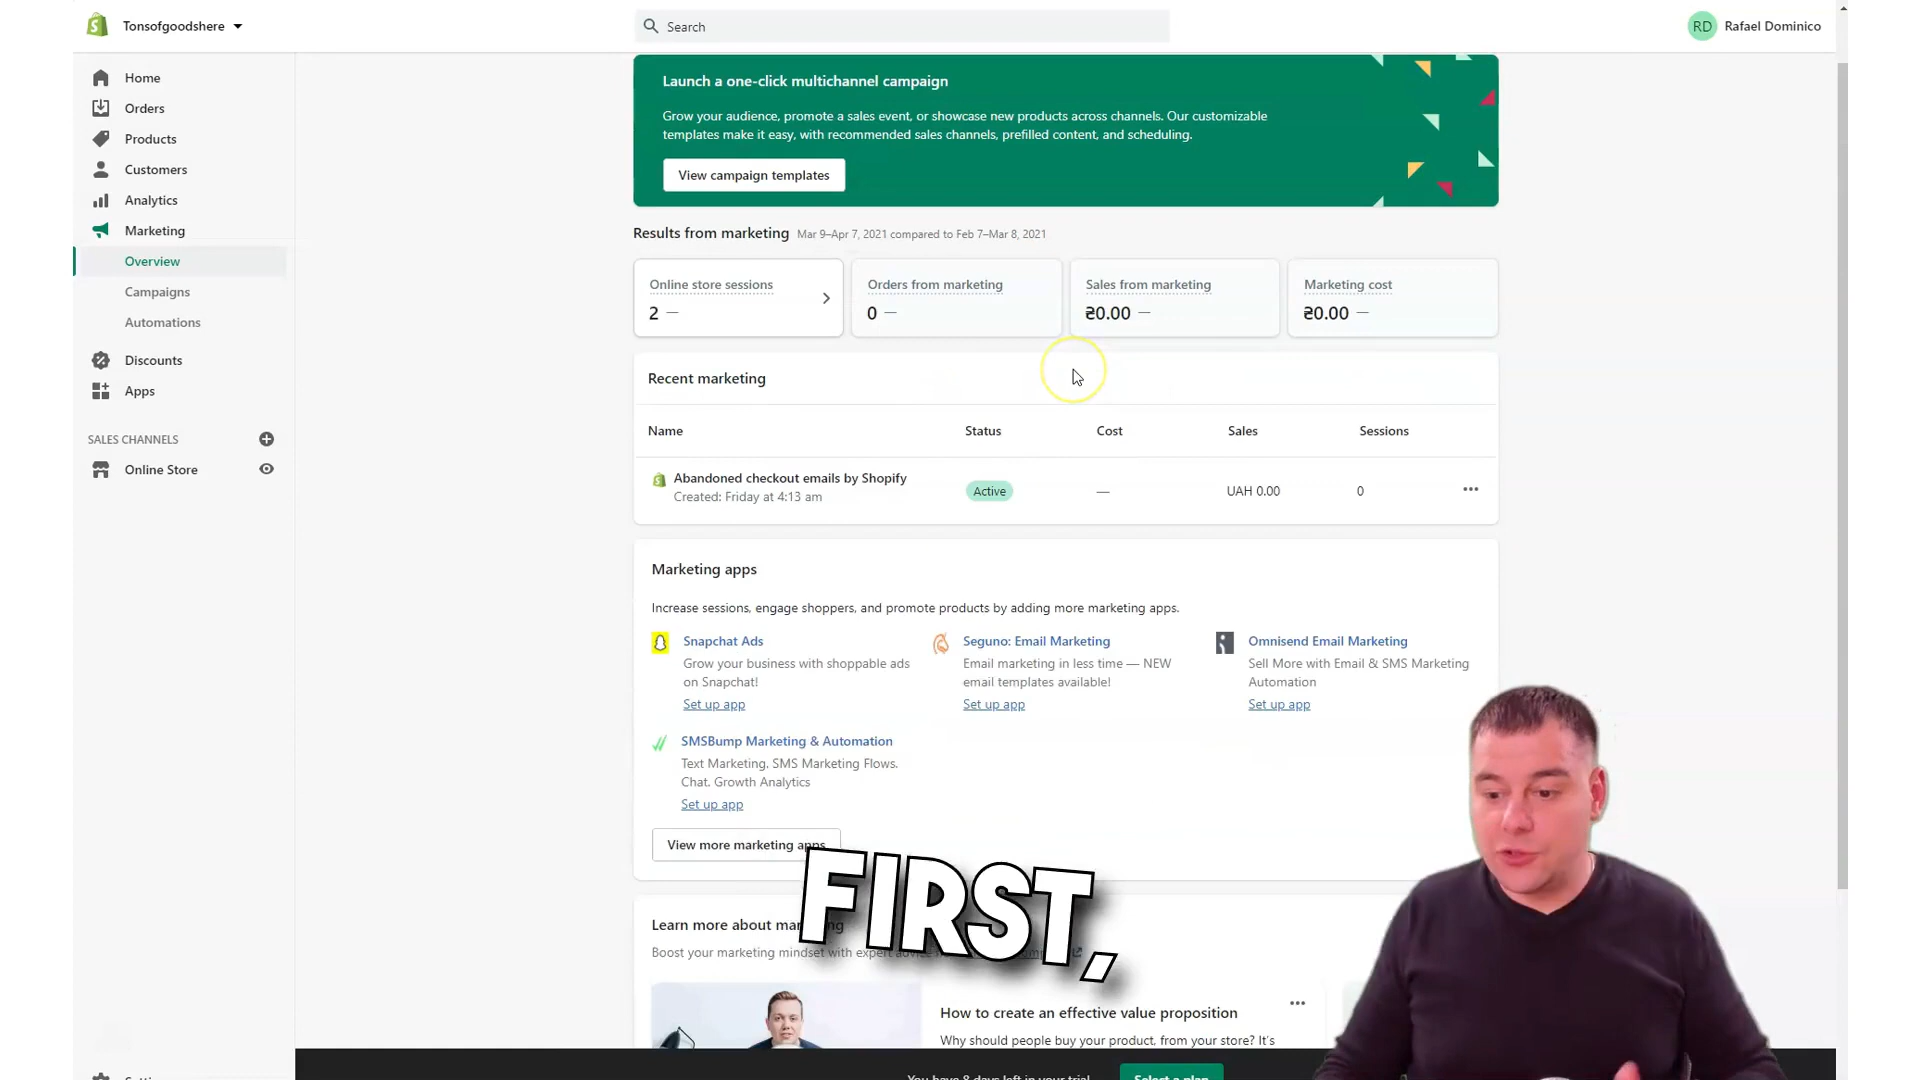 Tonsofgoodshere
Search
RD Rafael Dominico
Home
Orders
Products
Customers
Analytics
Marketing
Overview
Campaigns
Automations
Discounts
Apps
SALES CHANNELS
Online Store
Launch a one-click multichannel campaign
Grow your audience, promote a sales event, or showcase new products across channels. Our customizable
templates make it easy, with recommended sales channels, prefilled content, and scheduling.
View campaign templates
Results from marketing Mar 9–Apr 7, 2021 compared to Feb 7–Mar 8, 2021
Online store sessions
2 —
Orders from marketing
0 —
Sales from marketing
₴0.00 —
Marketing cost
₴0.00 —
Recent marketing
Name Status Cost Sales Sessions
Abandoned checkout emails by Shopify
Created: Friday at 4:13 am
Active — UAH 0.00 0
Marketing apps
Increase sessions, engage shoppers, and promote products by adding more marketing apps.
Snapchat Ads
Grow your business with shoppable ads
on Snapchat!
Set up app
Seguno: Email Marketing
Email marketing in less time — NEW
email templates available!
Set up app
Omnisend Email Marketing
Sell More with Email & SMS Marketing
Automation
Set up app
SMSBump Marketing & Automation
Text Marketing. SMS Marketing Flows.
Chat. Growth Analytics
Set up app
View more marketing apps
FIRST,
Learn more about marketing
Boost your marketing mindset with expert
How to create an effective value proposition
Why should people buy your product, from your store? It's
You have 8 days left in your trial
Select a plan